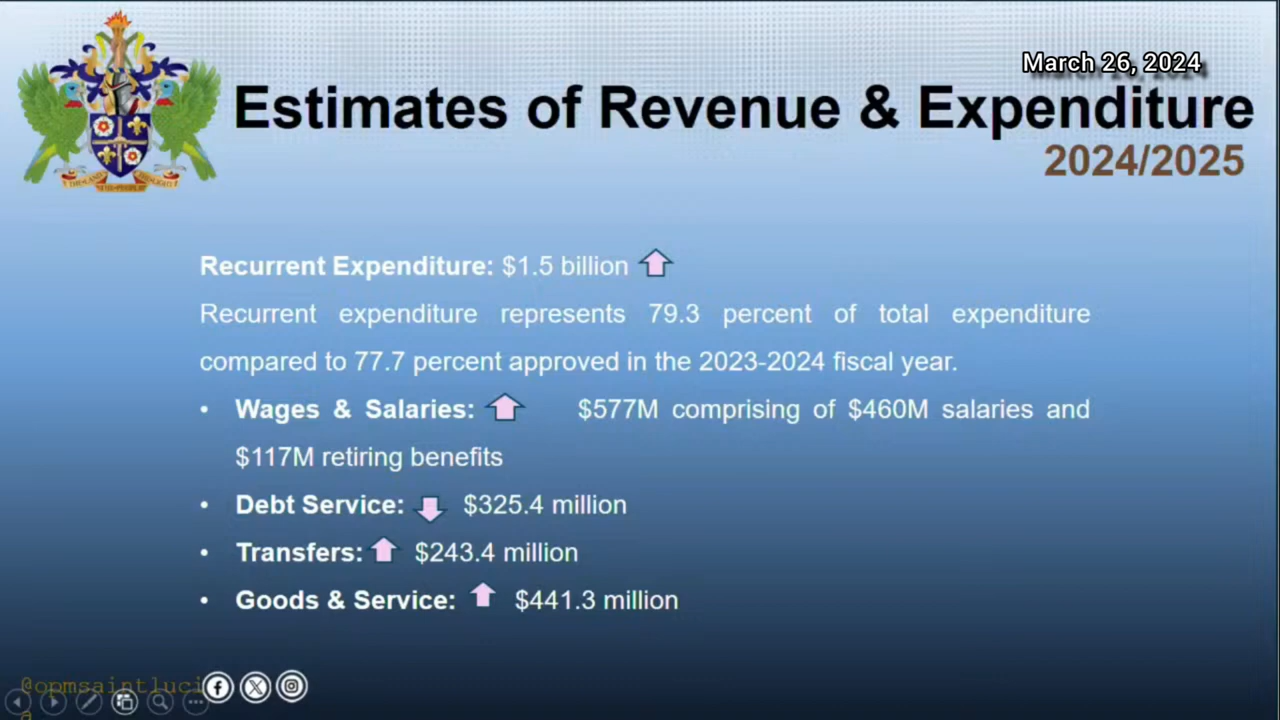 March 26, 2024
Estimates of Revenue & Expenditure
2024/2025
Recurrent Expenditure: $1.5 billion
Recurrent expenditure represents 79.3 percent of total expenditure
compared to 77.7 percent approved in the 2023-2024 fiscal year.
• Wages & Salaries: $577M comprising of $460M salaries and
$117M retiring benefits
• Debt Service: $325.4 million
• Transfers: $243.4 million
• Goods & Service: $441.3 million
@opmsaintluci
a